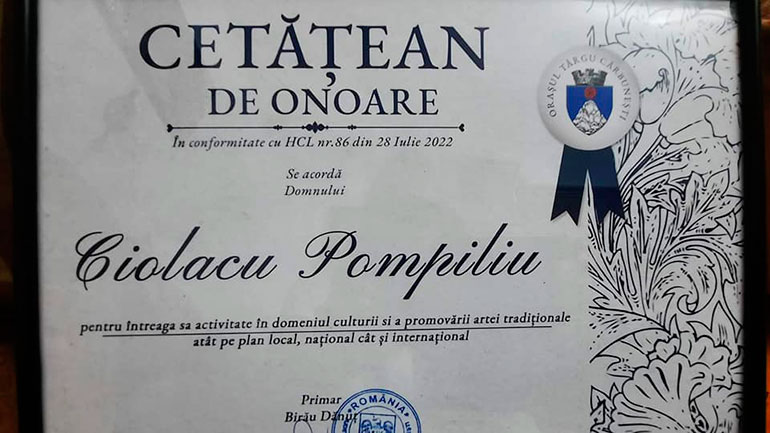 CETĂȚEAN
DE ONOARE
În conformitate cu HCL nr.86 din 28 Iulie 2022
Se acordă
Domnului
Ciolacu Pompiliu
pentru întreaga sa activitate în domeniul culturii si a promovării artei tradiționale
atât pe plan local, național cât și internațional
Primar
Birău Dănuț
ORAȘUL TÂRGU CĂRBUNEȘTI
ROMÂNIA